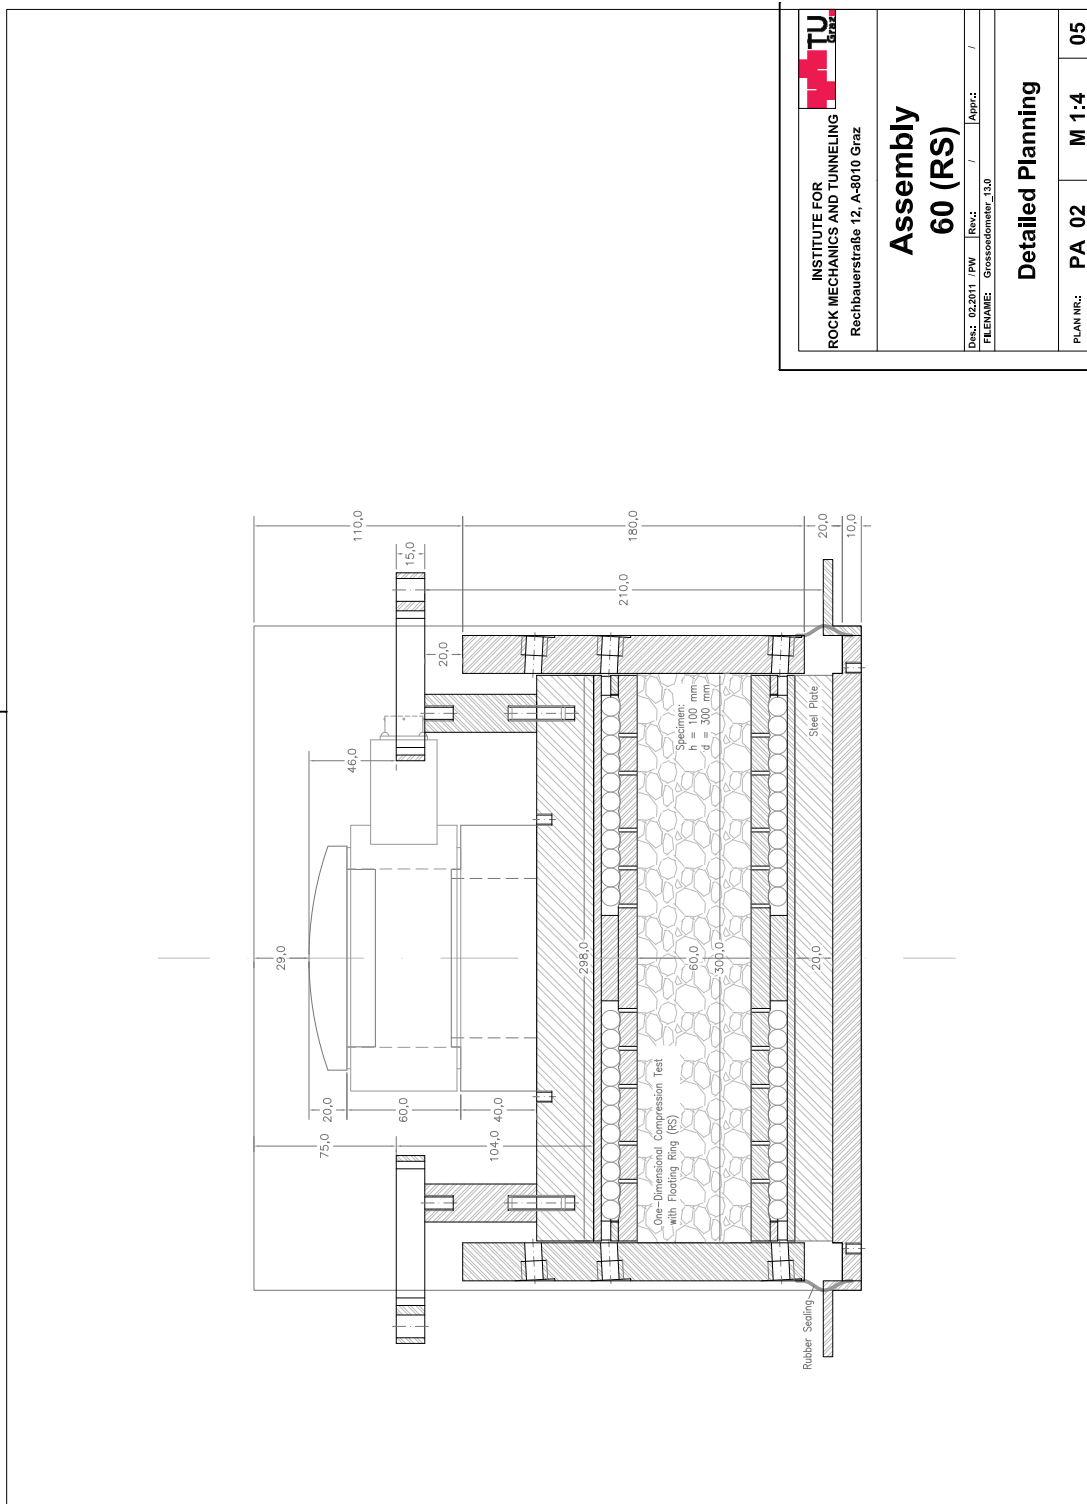 TU
Graz
INSTITUTE FOR
ROCK MECHANICS AND TUNNELING
Rechbauerstraße 12, A-8010 Graz
Assembly
60 (RS)
Des.: 02.2011 / PW Rev.: / Appr.: /
FILENAME: Grossoedometer_13.0
Detailed Planning
PLAN NR.: PA 02 M 1:4 05
110,0
15,0
180,0
20,0
10,0
210,0
20,0
46,0
29,0
298,0
60,0
300,0
20,0
Specimen:
h = 100 mm
d = 300 mm
Steel Plate
20,0
60,0
40,0
75,0
104,0
One-Dimensional Compression Test
with Floating Ring (RS)
Rubber Sealing